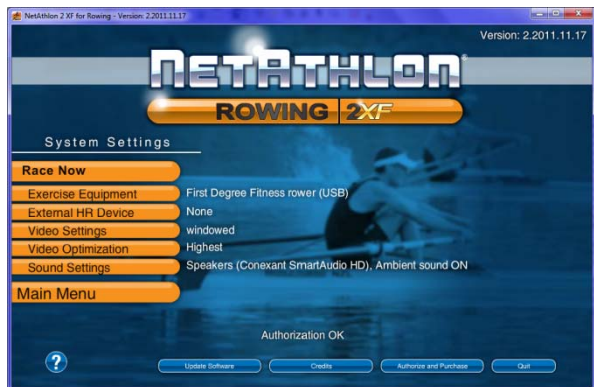 NetAthlon 2 XF for Rowing - Version: 2.2011.11.17
Version: 2.2011.11.17
NETATHLON
ROWING 2XF
System Settings
Race Now
Exercise Equipment First Degree Fitness rower (USB)
External HR Device None
Video Settings windowed
Video Optimization Highest
Sound Settings Speakers (Conexant SmartAudio HD), Ambient sound ON
Main Menu
Authorization OK
? Update Software Credits Authorize and Purchase Quit